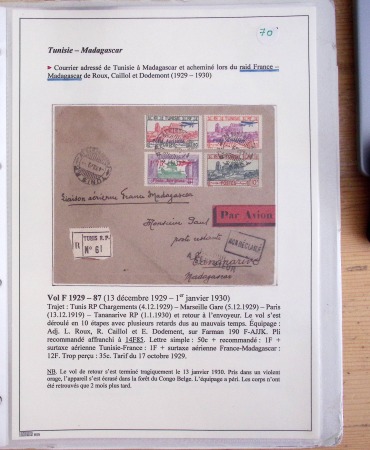 70
Tunisie – Madagascar
Courrier adressé de Tunisie à Madagascar et acheminé lors du raid France –
Madagascar de Roux, Caillol et Dodemont (1929 – 1930)
Liaison aérienne France Madagascar
Par Avion
Monsieur Paul
poste restante
TUNIS R.P.
R N° 61
Tananarive
Madagascar
Vol F 1929 – 87 (13 décembre 1929 – 1er janvier 1930)
Trajet : Tunis RP Chargements (4.12.1929) – Marseille Gare (5.12.1929) – Paris
(13.12.1919) – Tananarive RP (1.1.1930) et retour à l'envoyeur. Le vol s'est
déroulé en 10 étapes avec plusieurs retards dus au mauvais temps. Equipage :
Adj. L. Roux, R. Caillol et E. Dodemont, sur Farman 190 F-AJJK. Pli
recommandé affranchi à 14F85. Lettre simple : 50c + recommandé : 1F +
surtaxe aérienne Tunisie-France : 1F + surtaxe aérienne France-Madagascar :
12F. Trop perçu : 35c. Tarif du 17 octobre 1929.
NB. Le vol de retour s'est terminé tragiquement le 13 janvier 1930. Pris dans un violent
orage, l'appareil s'est écrasé dans la forêt du Congo Belge. L'équipage a péri. Les corps n'ont
été retrouvés que 2 mois plus tard.